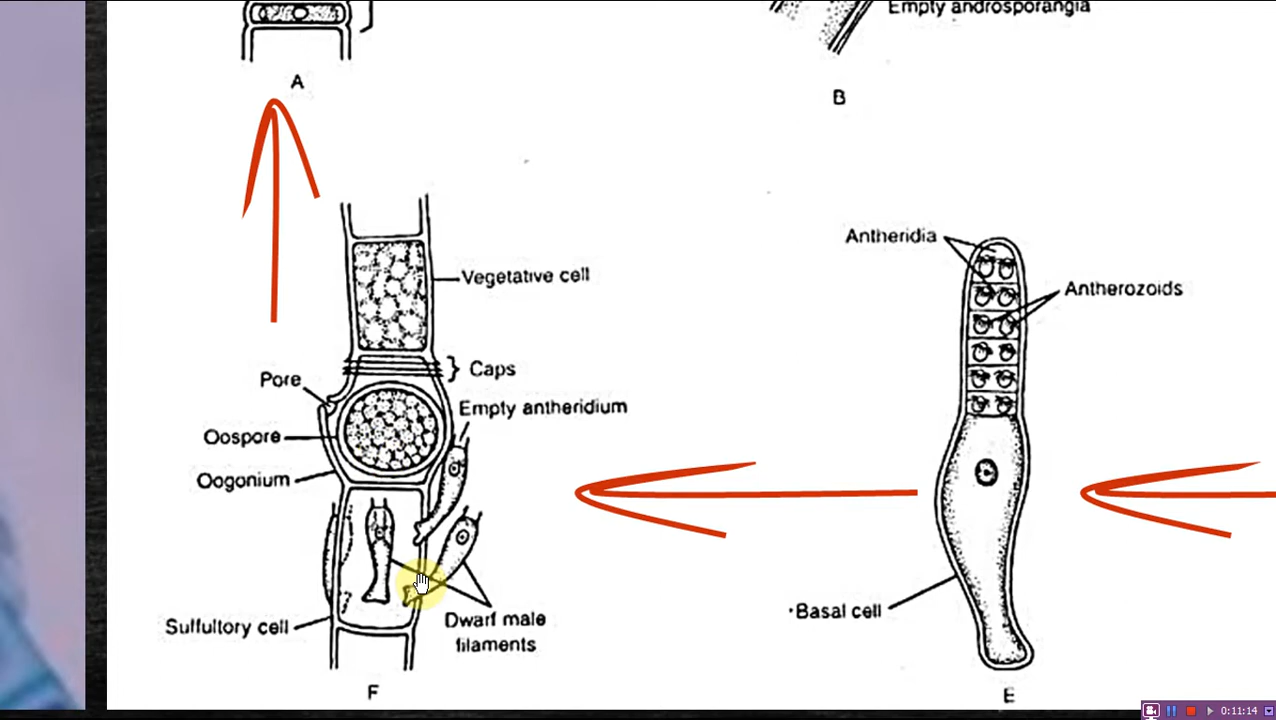 Empty androsporangia
A
B
Antheridia
Vegetative cell
Antherozoids
Caps
Pore
Empty antheridium
Oospore
Oogonium
Basal cell
Sulfultory cell
Dwarf male
filaments
F
E
0:11:14